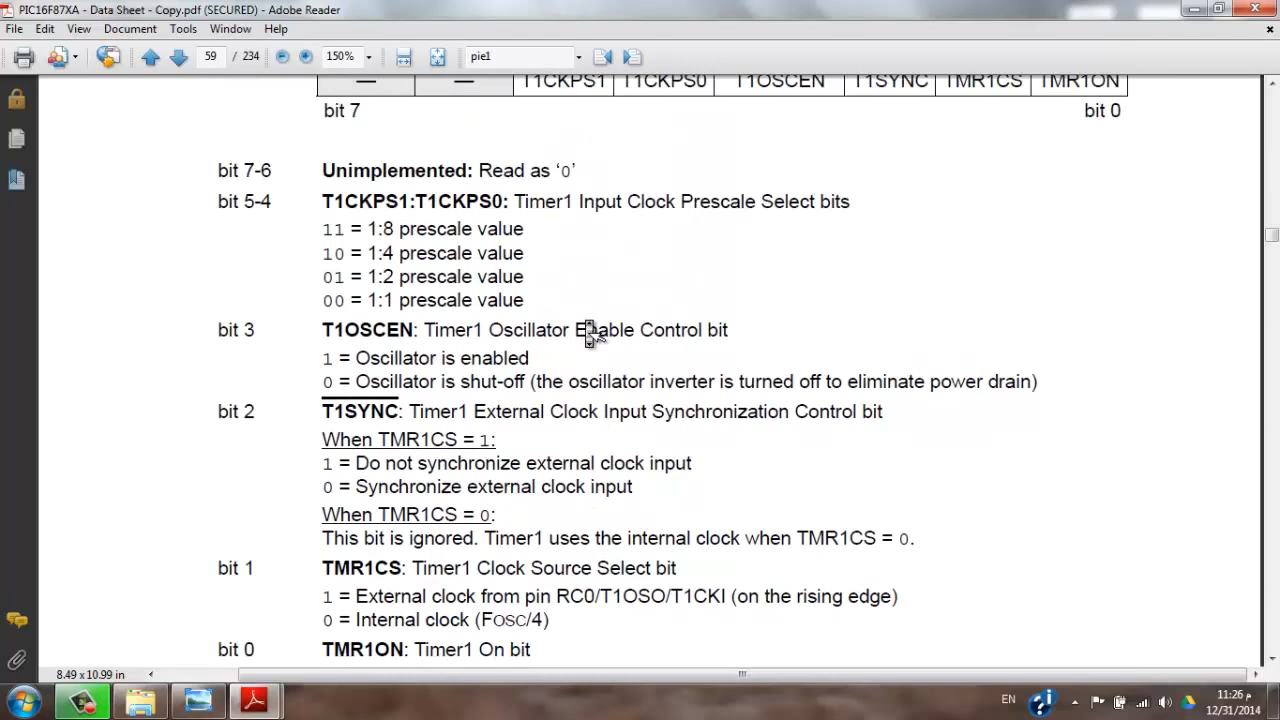 PIC16F87XA - Data Sheet - Copy.pdf (SECURED) - Adobe Reader
File Edit View Document Tools Window Help
59 / 234 150% pie1
— — T1CKPS1 T1CKPS0 T1OSCEN T1SYNC TMR1CS TMR1ON
bit 7 bit 0
bit 7-6 Unimplemented: Read as ‘0’
bit 5-4 T1CKPS1:T1CKPS0: Timer1 Input Clock Prescale Select bits
11 = 1:8 prescale value
10 = 1:4 prescale value
01 = 1:2 prescale value
00 = 1:1 prescale value
bit 3 T1OSCEN: Timer1 Oscillator Enable Control bit
1 = Oscillator is enabled
0 = Oscillator is shut-off (the oscillator inverter is turned off to eliminate power drain)
bit 2 T1SYNC: Timer1 External Clock Input Synchronization Control bit
When TMR1CS = 1:
1 = Do not synchronize external clock input
0 = Synchronize external clock input
When TMR1CS = 0:
This bit is ignored. Timer1 uses the internal clock when TMR1CS = 0.
bit 1 TMR1CS: Timer1 Clock Source Select bit
1 = External clock from pin RC0/T1OSO/T1CKI (on the rising edge)
0 = Internal clock (FOSC/4)
bit 0 TMR1ON: Timer1 On bit
8.49 x 10.99 in
EN
11:26 م
12/31/2014